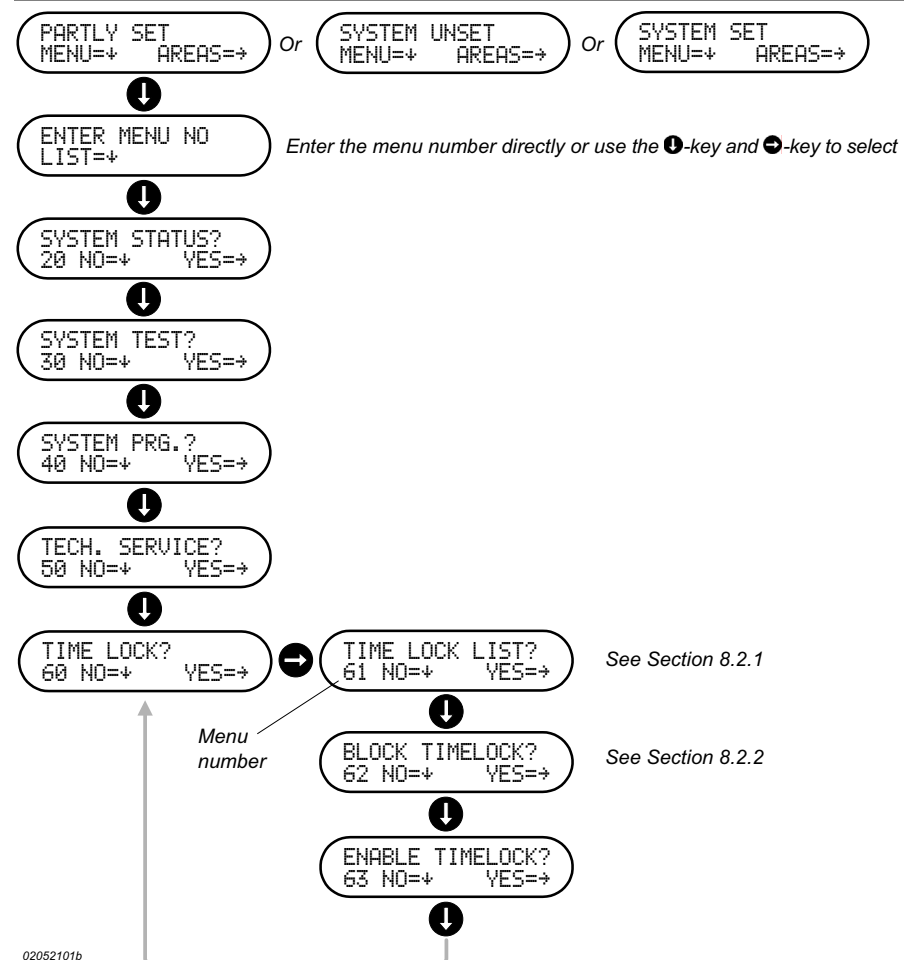 PARTLY SET
MENU=↓ AREAS=→
Or
SYSTEM UNSET
MENU=↓ AREAS=→
Or
SYSTEM SET
MENU=↓ AREAS=→
ENTER MENU NO
LIST=↓
Enter the menu number directly or use the ↓-key and →-key to select
SYSTEM STATUS?
20 NO=↓ YES=→
SYSTEM TEST?
30 NO=↓ YES=→
SYSTEM PRG.?
40 NO=↓ YES=→
TECH. SERVICE?
50 NO=↓ YES=→
TIME LOCK?
60 NO=↓ YES=→
TIME LOCK LIST?
61 NO=↓ YES=→
See Section 8.2.1
Menu
number
BLOCK TIMELOCK?
62 NO=↓ YES=→
See Section 8.2.2
ENABLE TIMELOCK?
63 NO=↓ YES=→
02052101b